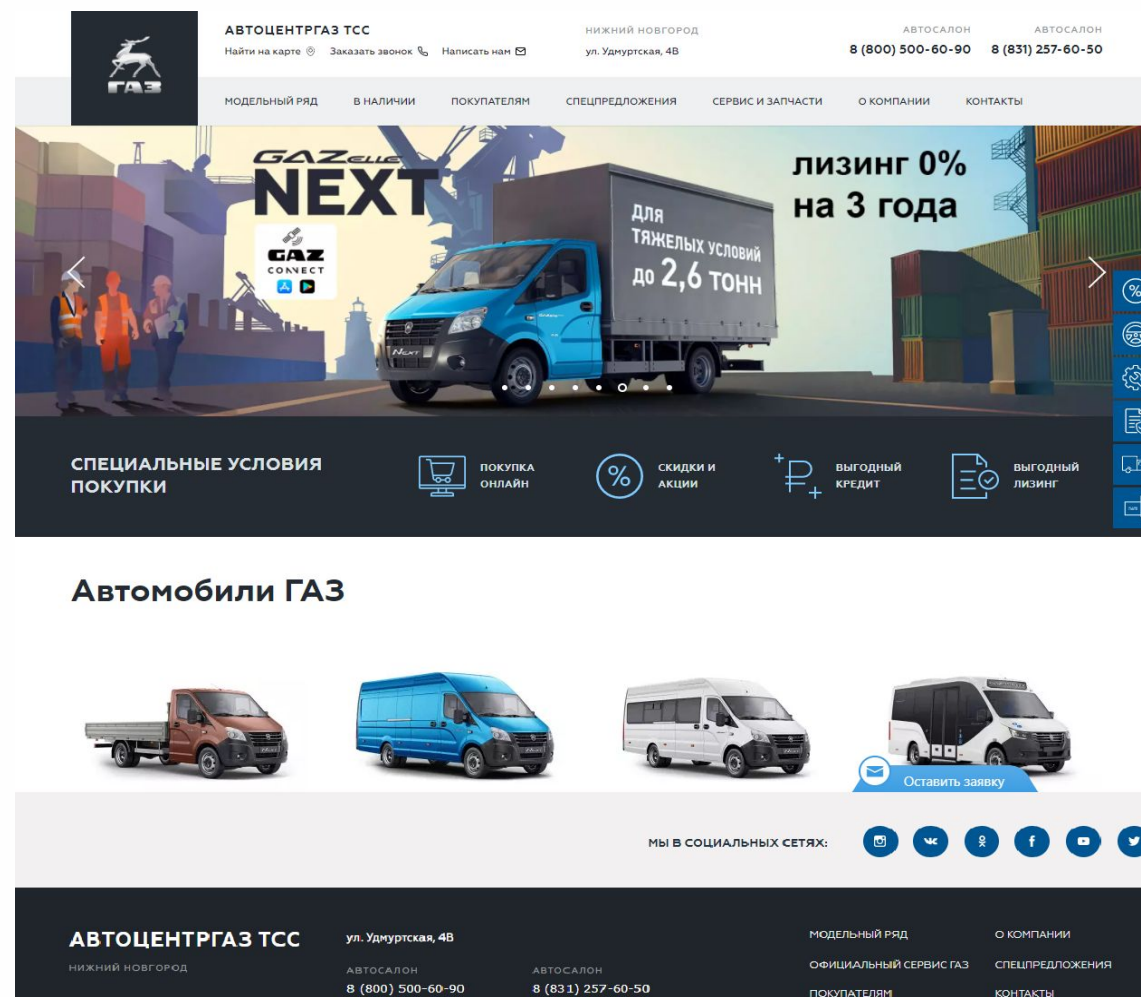 АВТОЦЕНТРГАЗ ТСС
НИЖНИЙ НОВГОРОД
АВТОСАЛОН
АВТОСАЛОН
Найти на карте
Заказать звонок
Написать нам
ул. Удмуртская, 4В
8 (800) 500-60-90
8 (831) 257-60-50
ГАЗ
МОДЕЛЬНЫЙ РЯД
В НАЛИЧИИ
ПОКУПАТЕЛЯМ
СПЕЦПРЕДЛОЖЕНИЯ
СЕРВИС И ЗАПЧАСТИ
О КОМПАНИИ
КОНТАКТЫ
GAZELLE
NEXT
GAZ
CONNECT
ДЛЯ
ТЯЖЕЛЫХ УСЛОВИЙ
ДО 2,6 ТОНН
NEXT
лизинг 0%
на 3 года
СПЕЦИАЛЬНЫЕ УСЛОВИЯ
ПОКУПКИ
ПОКУПКА
ОНЛАЙН
СКИДКИ И
АКЦИИ
ВЫГОДНЫЙ
КРЕДИТ
ВЫГОДНЫЙ
ЛИЗИНГ
Автомобили ГАЗ
Оставить заявку
МЫ В СОЦИАЛЬНЫХ СЕТЯХ:
АВТОЦЕНТРГАЗ ТСС
НИЖНИЙ НОВГОРОД
ул. Удмуртская, 4В
АВТОСАЛОН
8 (800) 500-60-90
АВТОСАЛОН
8 (831) 257-60-50
МОДЕЛЬНЫЙ РЯД
О КОМПАНИИ
ОФИЦИАЛЬНЫЙ СЕРВИС ГАЗ
СПЕЦПРЕДЛОЖЕНИЯ
ПОКУПАТЕЛЯМ
КОНТАКТЫ